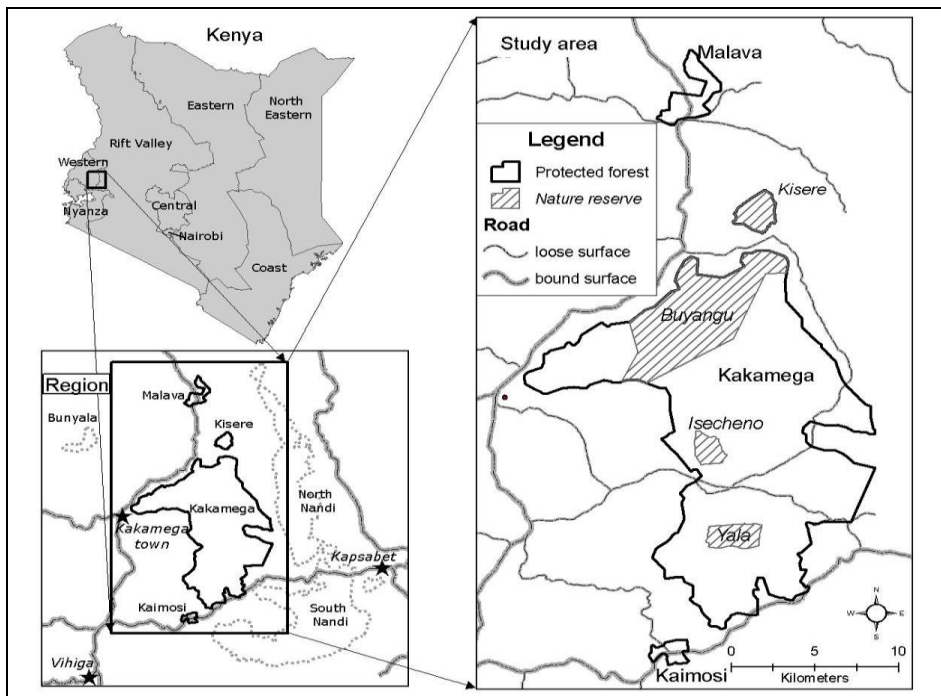 Kenya
Eastern
North
Eastern
Rift Valley
Western
Nyanza
Central
Nairobi
Coast
Region
Bunyala
Malava
Kisere
Kakamega
North
Nandi
Kakamega
town
Kapsabet
Kaimosi
South
Nandi
Vihiga
Study area
Malava
Legend
Protected forest
Nature reserve
Road
loose surface
bound surface
Kisere
Buyangu
Kakamega
Isecheno
Yala
Kaimosi
N
W E
S
0 5 10
Kilometers